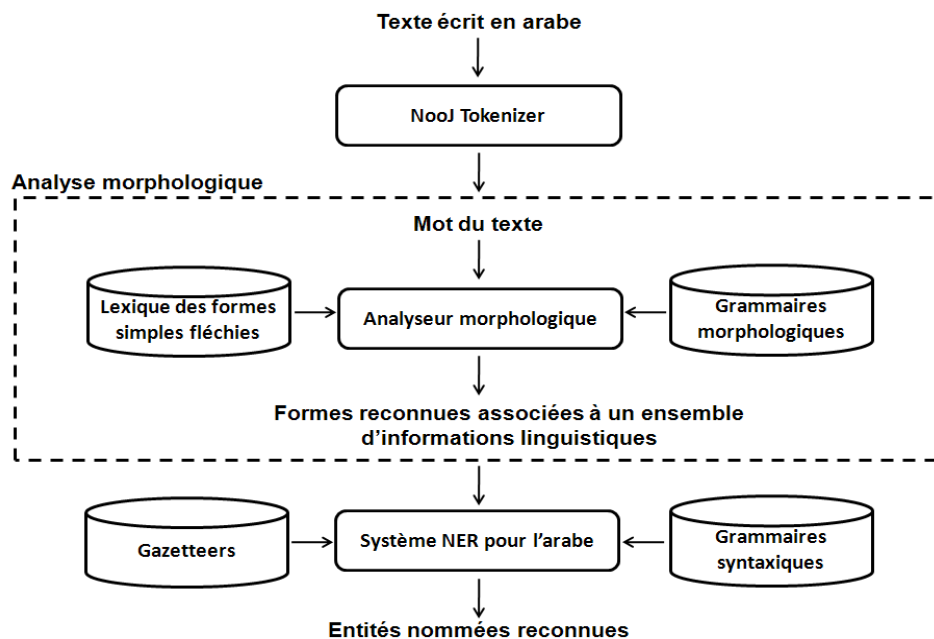 Texte écrit en arabe
NooJ Tokenizer
Analyse morphologique
Mot du texte
Lexique des formes
simples fléchies
Analyseur morphologique
Grammaires
morphologiques
Formes reconnues associées à un ensemble
d’informations linguistiques
Gazetteers
Système NER pour l’arabe
Grammaires
syntaxiques
Entités nommées reconnues